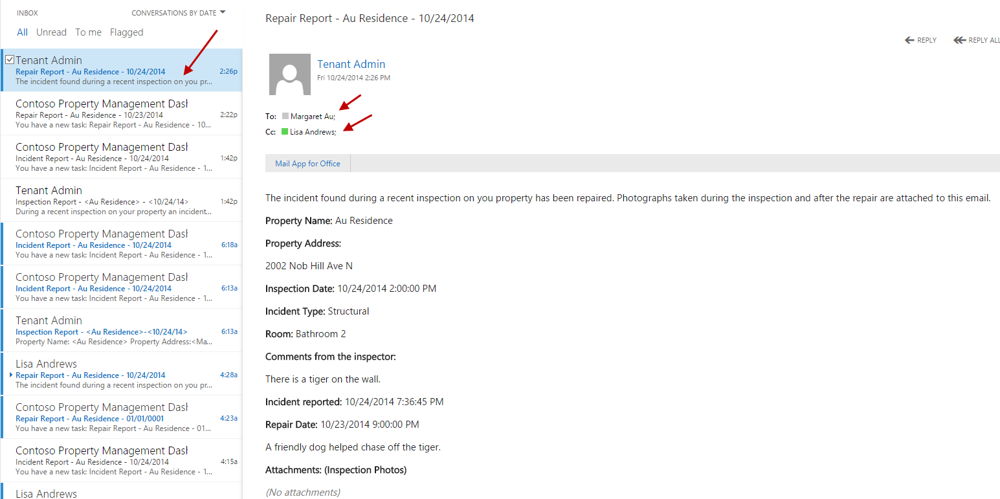 INBOX
CONVERSATIONS BY DATE
All Unread To me Flagged
Tenant Admin
Repair Report - Au Residence - 10/24/2014 2:26p
The incident found during a recent inspection on you pr...
Contoso Property Management Dash
Repair Report - Au Residence - 10/23/2014 2:22p
You have a new task: Repair Report - Au Residence - 10...
Contoso Property Management Dash
Incident Report - Au Residence - 10/24/2014 1:42p
You have a new task: Incident Report - Au Residence - 1...
Tenant Admin
Inspection Report - <Au Residence> - <10/24/14> 1:42p
During a recent inspection on your property an incident...
Contoso Property Management Dash
Incident Report - Au Residence - 10/24/2014 6:18a
You have a new task: Incident Report - Au Residence - 1...
Contoso Property Management Dash
Incident Report - Au Residence - 10/24/2014 6:13a
You have a new task: Incident Report - Au Residence - 1...
Tenant Admin
Inspection Report - <Au Residence>-<10/24/14> 6:13a
Property Name: <Au Residence> Property Address:<Ma...
Lisa Andrews
Repair Report - Au Residence - 10/24/2014 4:28a
The incident found during a recent inspection on you pr...
Contoso Property Management Dash
Repair Report - Au Residence - 01/01/0001 4:23a
You have a new task: Repair Report - Au Residence - 01...
Contoso Property Management Dash
Incident Report - Au Residence - 10/24/2014 4:15a
You have a new task: Incident Report - Au Residence - 1...
Lisa Andrews
Repair Report - Au Residence - 10/24/2014
REPLY REPLY ALL
Tenant Admin
Fri 10/24/2014 2:26 PM
To: Margaret Au;
Cc: Lisa Andrews;
Mail App for Office
The incident found during a recent inspection on you property has been repaired. Photographs taken during the inspection and after the repair are attached to this email.
Property Name: Au Residence
Property Address:
2002 Nob Hill Ave N
Inspection Date: 10/24/2014 2:00:00 PM
Incident Type: Structural
Room: Bathroom 2
Comments from the inspector:
There is a tiger on the wall.
Incident reported: 10/24/2014 7:36:45 PM
Repair Date: 10/23/2014 9:00:00 PM
A friendly dog helped chase off the tiger.
Attachments: (Inspection Photos)
(No attachments)